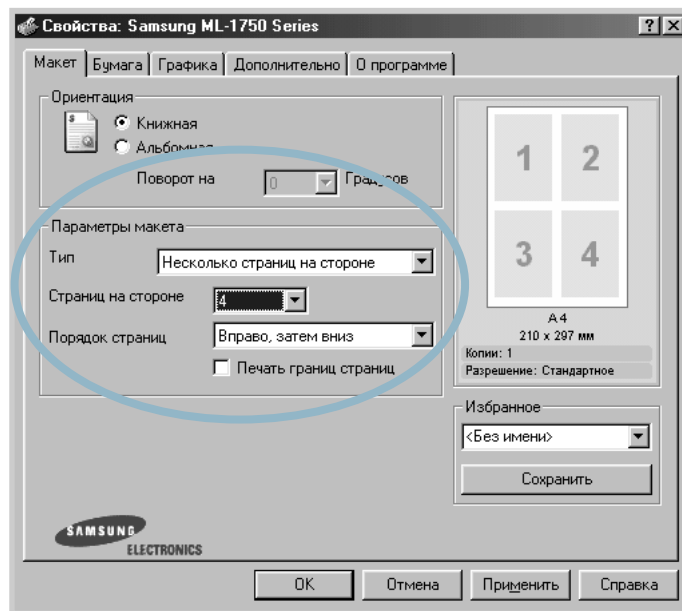 Свойства: Samsung ML-1750 Series
Макет Бумага Графика Дополнительно О программе
Ориентация
Книжная
Альбомная
Поворот на 0 Градусов
Параметры макета
Тип Несколько страниц на стороне
Страниц на стороне 4
Порядок страниц Вправо, затем вниз
Печать границ страниц
1 2
3 4
A4
210 x 297 мм
Копии: 1
Разрешение: Стандартное
Избранное
<Без имени>
Сохранить
SAMSUNG
ELECTRONICS
OK Отмена Применить Справка